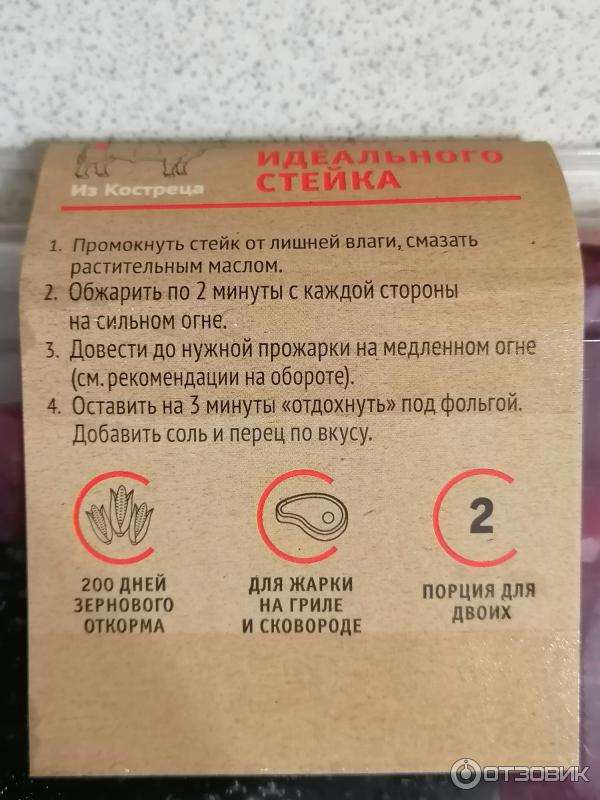 ИДЕАЛЬНОГО
СТЕЙКА
Из Костреца
1. Промокнуть стейк от лишней влаги, смазать
растительным маслом.
2. Обжарить по 2 минуты с каждой стороны
на сильном огне.
3. Довести до нужной прожарки на медленном огне
(см. рекомендации на обороте).
4. Оставить на 3 минуты «отдохнуть» под фольгой.
Добавить соль и перец по вкусу.
200 ДНЕЙ
ЗЕРНОВОГО
ОТКОРМА
ДЛЯ ЖАРКИ
НА ГРИЛЕ
И СКОВОРОДЕ
2
ПОРЦИЯ ДЛЯ
ДВОИХ
ОТЗОВИК